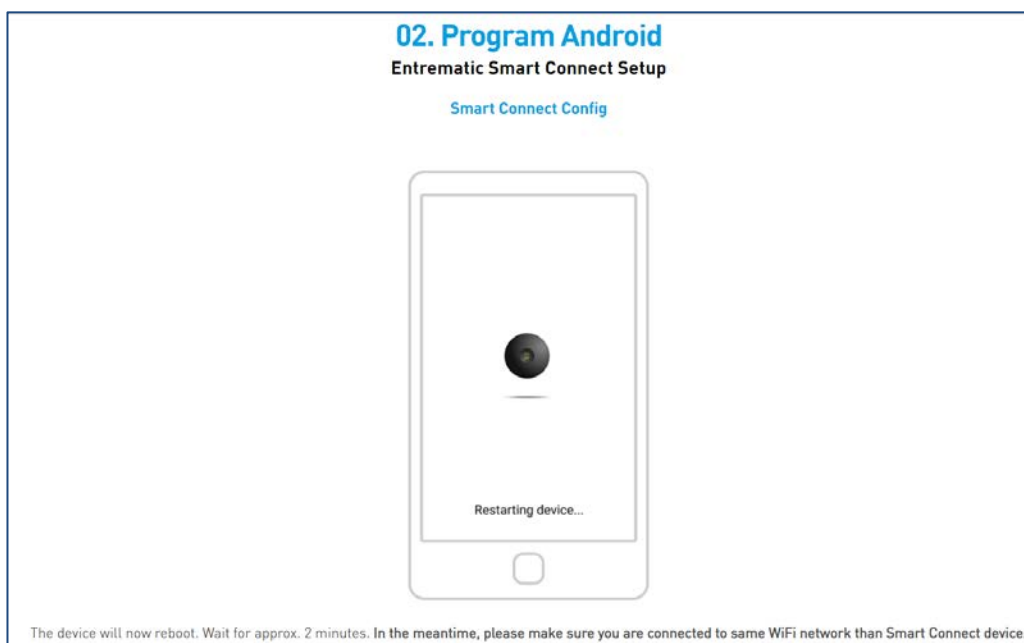 02. Program Android
Entrematic Smart Connect Setup
Smart Connect Config
Restarting device...
The device will now reboot. Wait for approx. 2 minutes. In the meantime, please make sure you are connected to same WiFi network than Smart Connect device